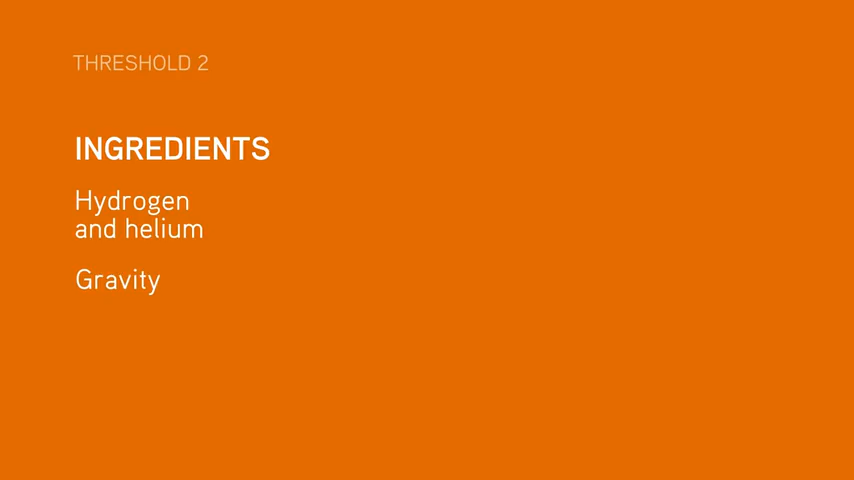 THRESHOLD 2
INGREDIENTS
Hydrogen
and helium
Gravity